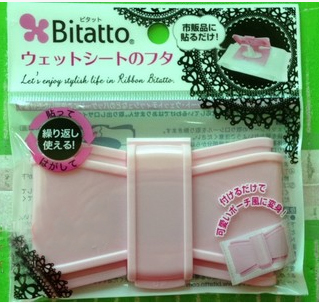 ビタット
Bitatto®
市販品に
貼るだけ!
ウェットシートのフタ
Let's enjoy stylish life in Ribbon Bitatto.
貼って
繰り返し
使える!
はがして
付けるだけで
可愛いポーチ風に変身!